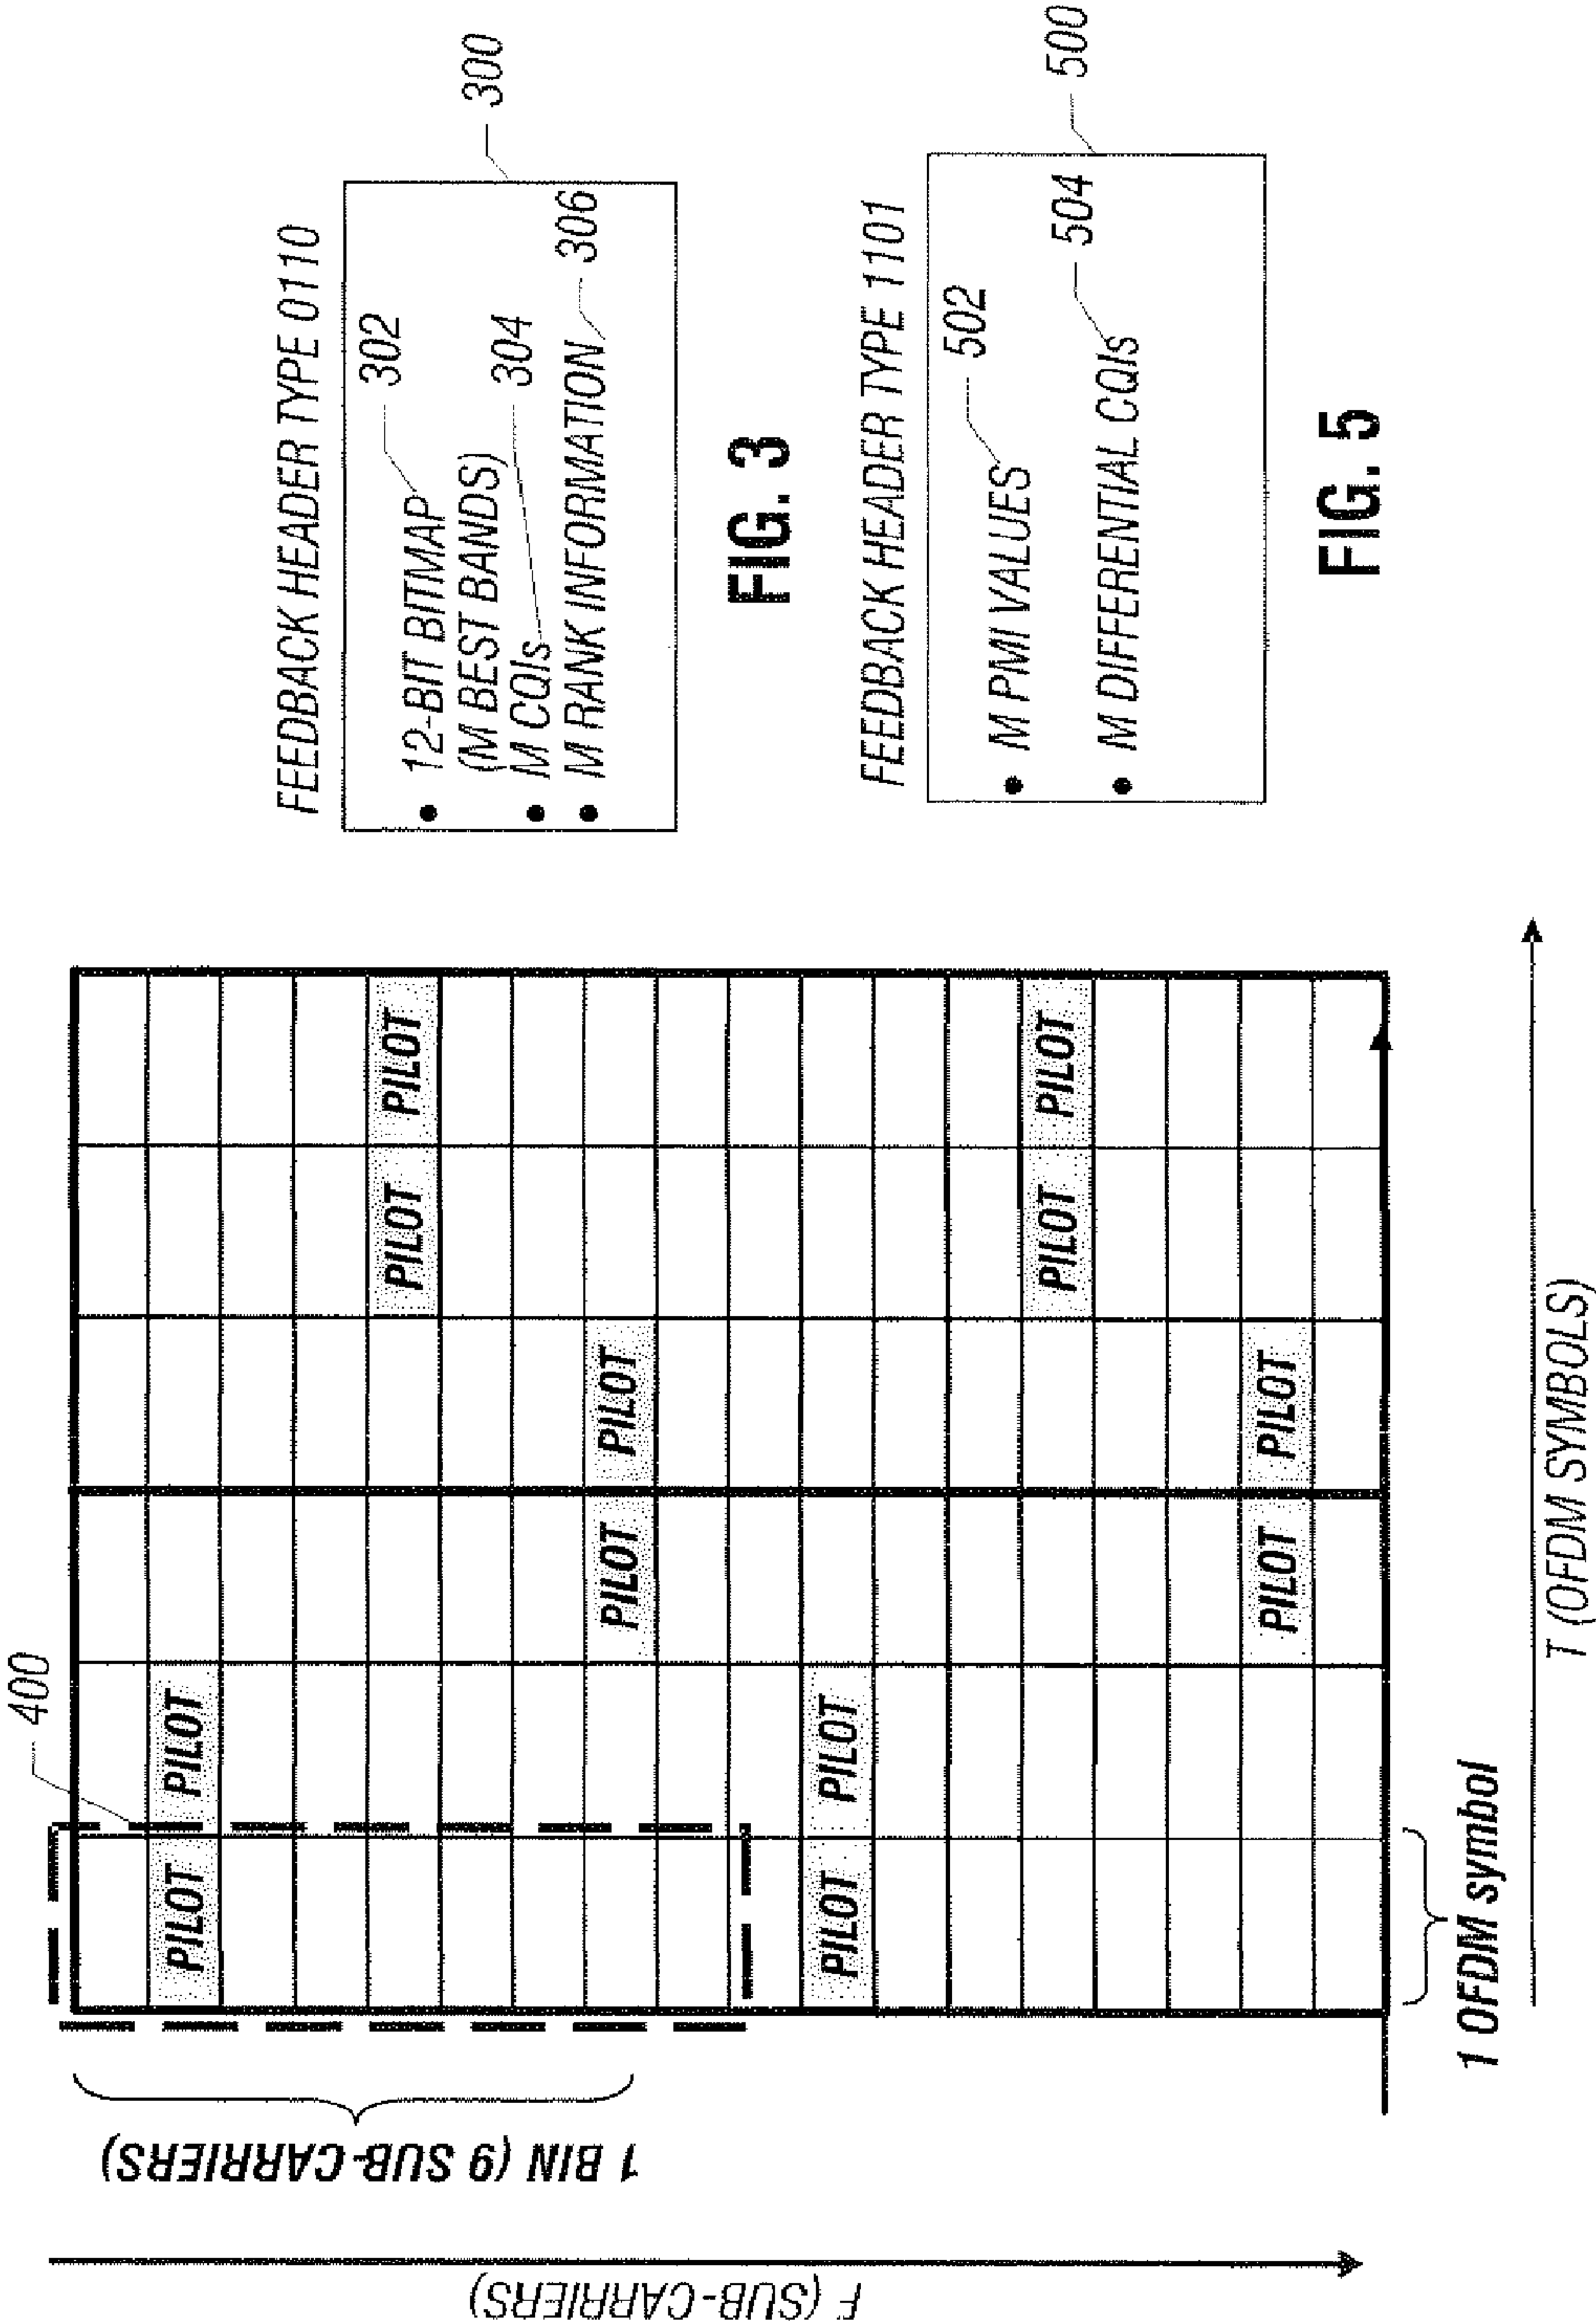 FEEDBACK HEADER TYPE 0110
• 12-BIT BITMAP 302
(M BEST BANDS)
• M CQIs 304
• M RANK INFORMATION 306
300
FIG. 3
FEEDBACK HEADER TYPE 1101
• M PMI VALUES 502
• M DIFFERENTIAL CQIs 504
500
FIG. 5
400
PILOT PILOT
PILOT PILOT
PILOT PILOT
PILOT PILOT
PILOT PILOT
PILOT PILOT
1 BIN (9 SUB-CARRIERS)
F (SUB-CARRIERS)
1 OFDM symbol
T (OFDM SYMBOLS)